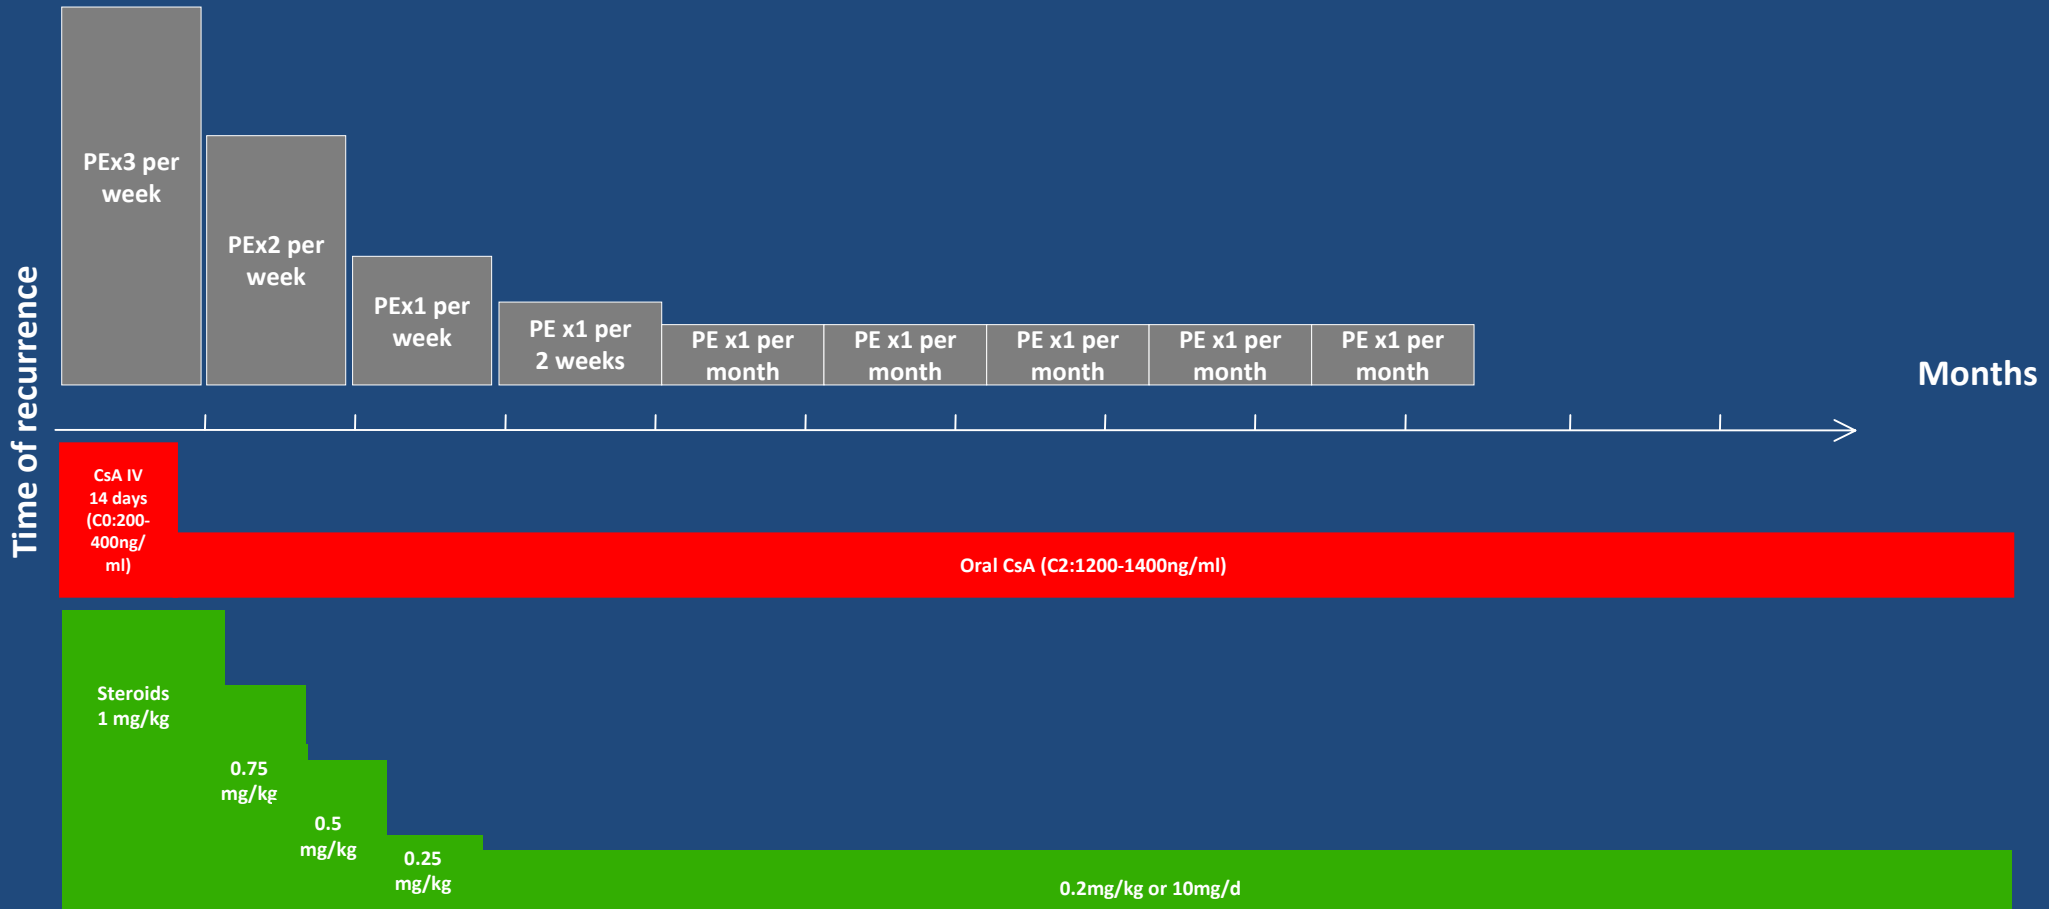 PEx3 per
week
PEx2 per
week
PEx1 per
week
PE x1 per
2 weeks
PE x1 per
month
PE x1 per
month
PE x1 per
month
PE x1 per
month
PE x1 per
month
Months
Time of recurrence
CsA IV
14 days
(C0:200-
400ng/
ml)
Oral CsA (C2:1200-1400ng/ml)
Steroids
1 mg/kg
0.75
mg/kg
0.5
mg/kg
0.25
mg/kg
0.2mg/kg or 10mg/d